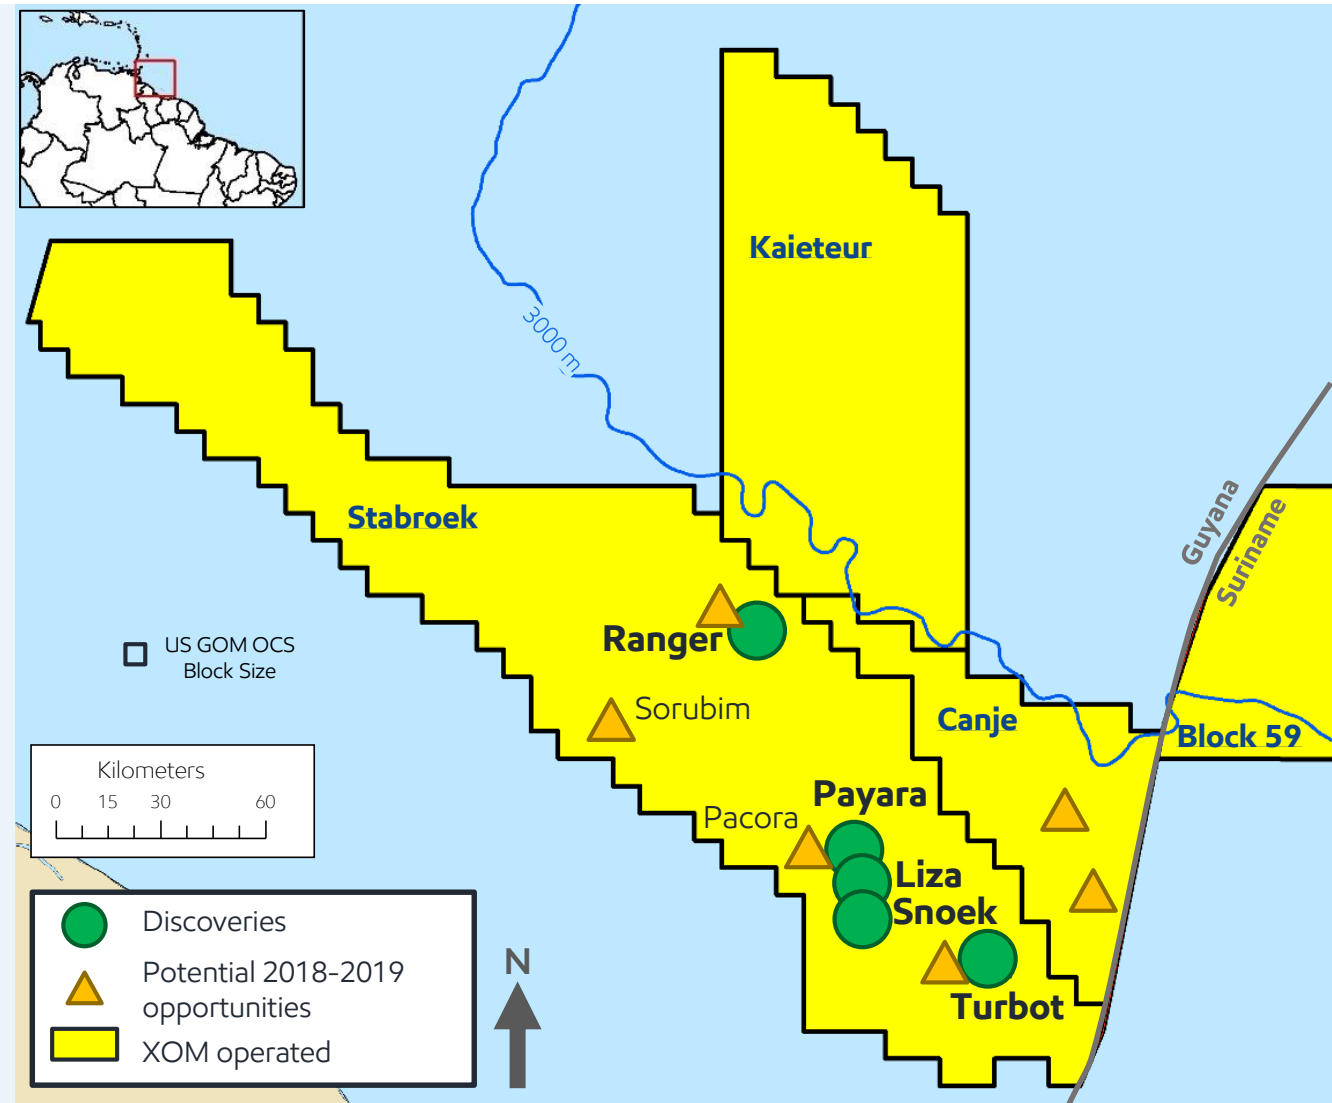 Kaieteur
3000 m
Stabroek
Guyana
Suriname
Ranger
US GOM OCS
Block Size
Sorubim
Canje
Block 59
Kilometers
0 15 30 60
Payara
Pacora
Liza
Snoek
Turbot
Discoveries
Potential 2018-2019
opportunities
XOM operated
N